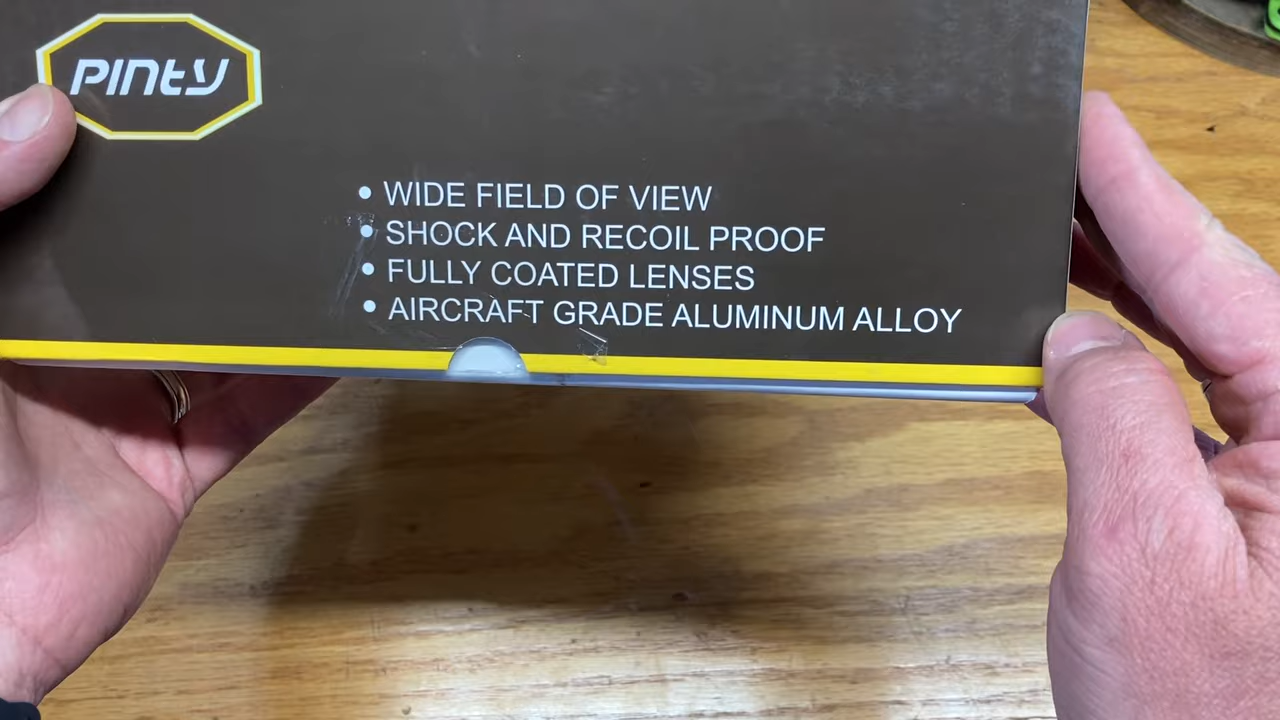 PINTY
• WIDE FIELD OF VIEW
• SHOCK AND RECOIL PROOF
• FULLY COATED LENSES
• AIRCRAFT GRADE ALUMINUM ALLOY